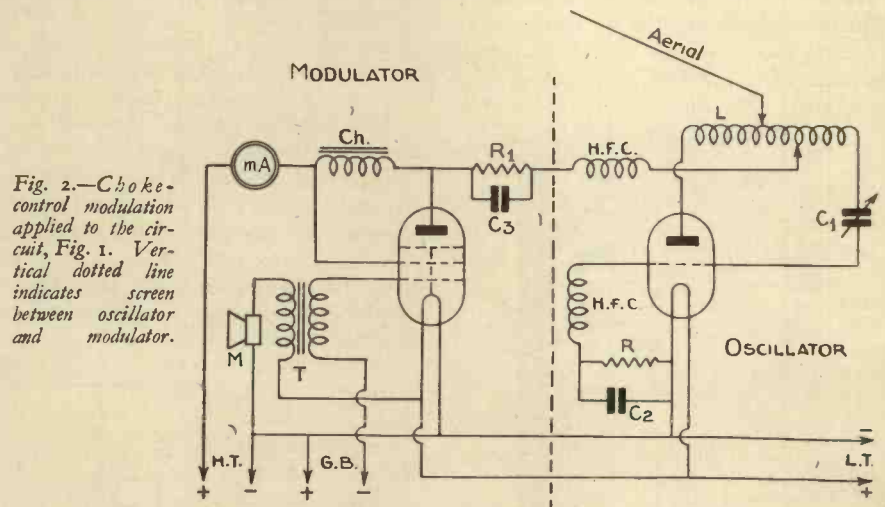 Aerial
MODULATOR
L
Ch.
R1
H.F.C.
mA
C3
C1
Fig. 2.—Choke-
control modulation
applied to the cir-
cuit, Fig. 1. Ver-
tical dotted line
indicates screen
between oscillator
and modulator.
H.F.C
M
T
R
OSCILLATOR
C2
H.T. G.B. L.T.
+ - + - - +